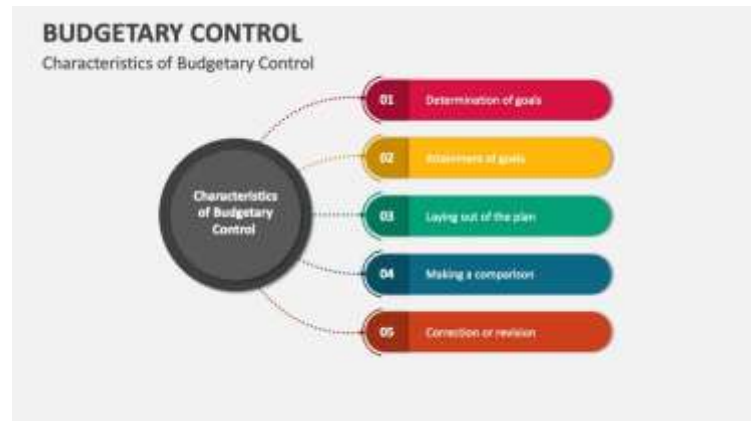 BUDGETARY CONTROL
Characteristics of Budgetary Control
Characteristics
of Budgetary
Control
01 Determination of goals
02 Attainment of goals
03 Laying out of the plan
04 Making a comparison
05 Correction or revision